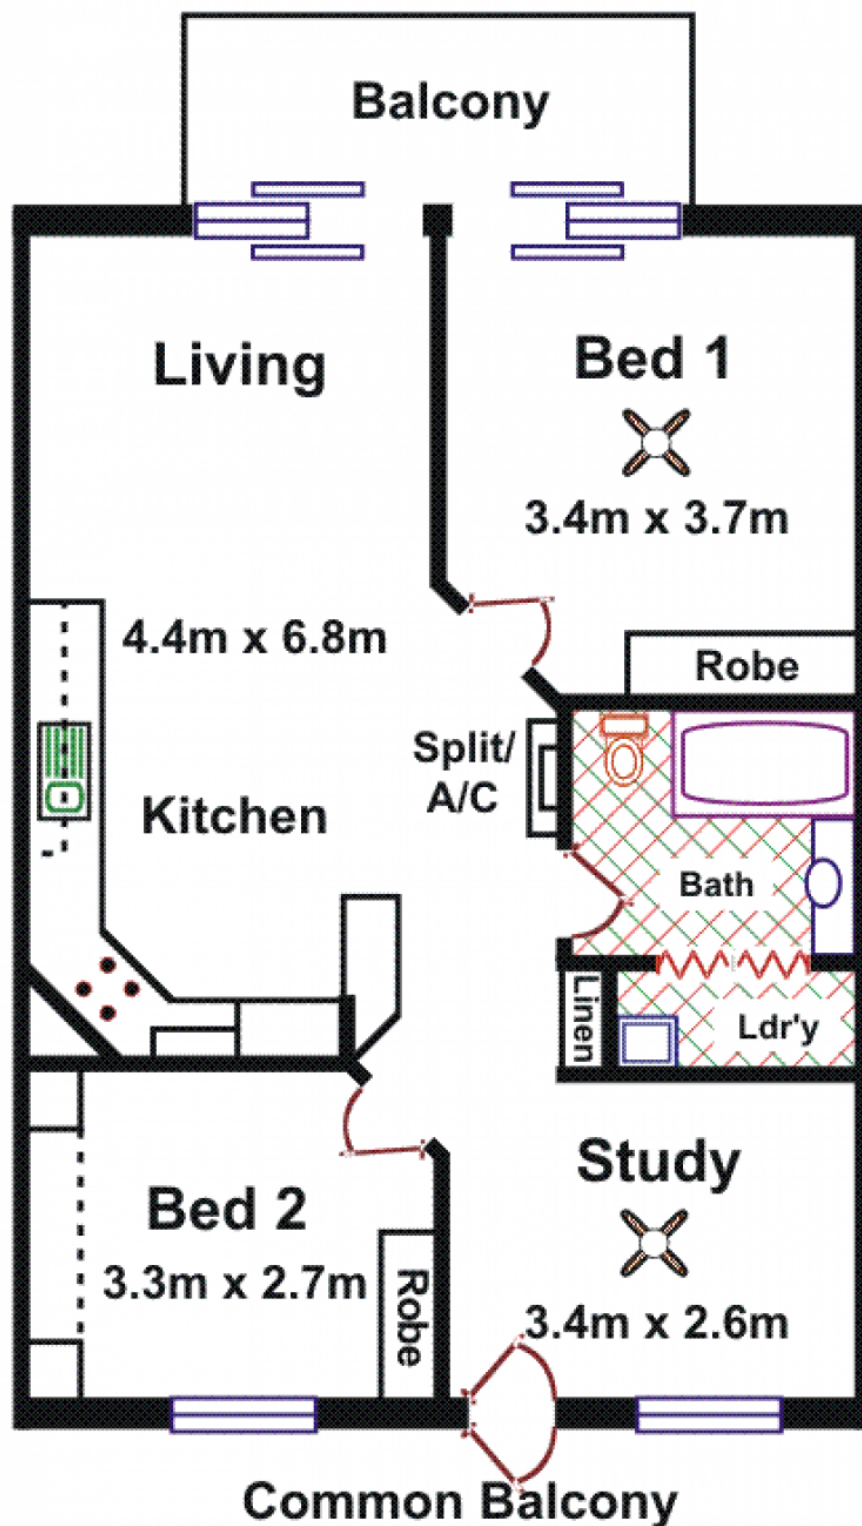 Balcony
Living
Bed 1
3.4m x 3.7m
4.4m x 6.8m
Robe
Split/
A/C
Kitchen
Bath
Linen
Ldr'y
Study
Bed 2
3.3m x 2.7m
Robe
3.4m x 2.6m
Common Balcony